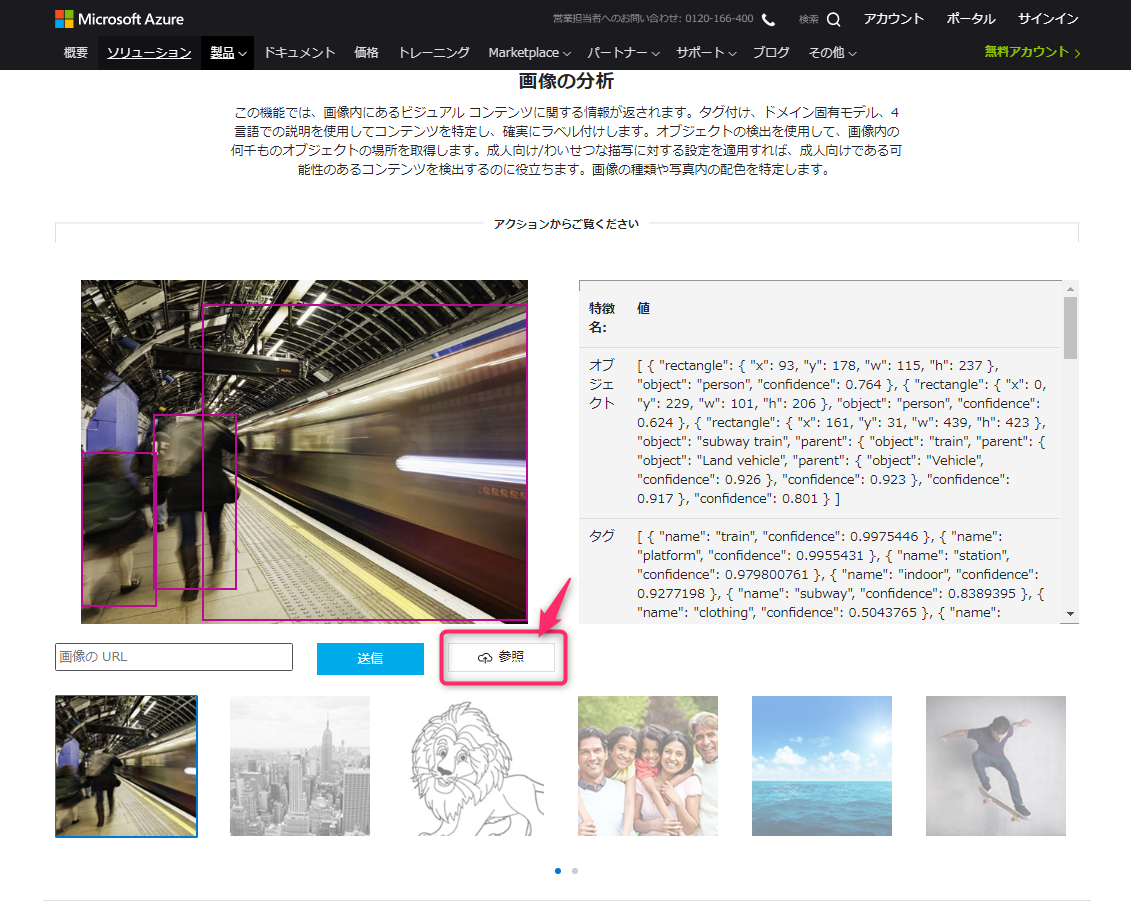 Microsoft Azure
営業担当者へのお問い合わせ: 0120-166-400
検索
アカウント
ポータル
サインイン
概要
ソリューション
製品
ドキュメント
価格
トレーニング
Marketplace
パートナー
サポート
ブログ
その他
無料アカウント
画像の分析
この機能では、画像内にあるビジュアル コンテンツに関する情報が返されます。タグ付け、ドメイン固有モデル、4
言語での説明を使用してコンテンツを特定し、確実にラベル付けします。オブジェクトの検出を使用して、画像内の
何千ものオブジェクトの場所を取得します。成人向け/わいせつな描写に対する設定を適用すれば、成人向けである可
能性のあるコンテンツを検出するのに役立ちます。画像の種類や写真内の配色を特定します。
アクションからご覧ください
特徴
名:
値
オブ
ジェ
クト
[ { "rectangle": { "x": 93, "y": 178, "w": 115, "h": 237 },
"object": "person", "confidence": 0.764 }, { "rectangle": { "x": 0,
"y": 229, "w": 101, "h": 206 }, "object": "person", "confidence":
0.624 }, { "rectangle": { "x": 161, "y": 31, "w": 439, "h": 423 },
"object": "subway train", "parent": { "object": "train", "parent": {
"object": "Land vehicle", "parent": { "object": "Vehicle",
"confidence": 0.926 }, "confidence": 0.923 }, "confidence":
0.917 }, "confidence": 0.801 } ]
タグ
[ { "name": "train", "confidence": 0.9975446 }, { "name":
"platform", "confidence": 0.9955431 }, { "name": "station",
"confidence": 0.979800761 }, { "name": "indoor", "confidence":
0.9277198 }, { "name": "subway", "confidence": 0.8389395 }, {
"name": "clothing", "confidence": 0.5043765 }, { "name":
画像の URL
送信
参照